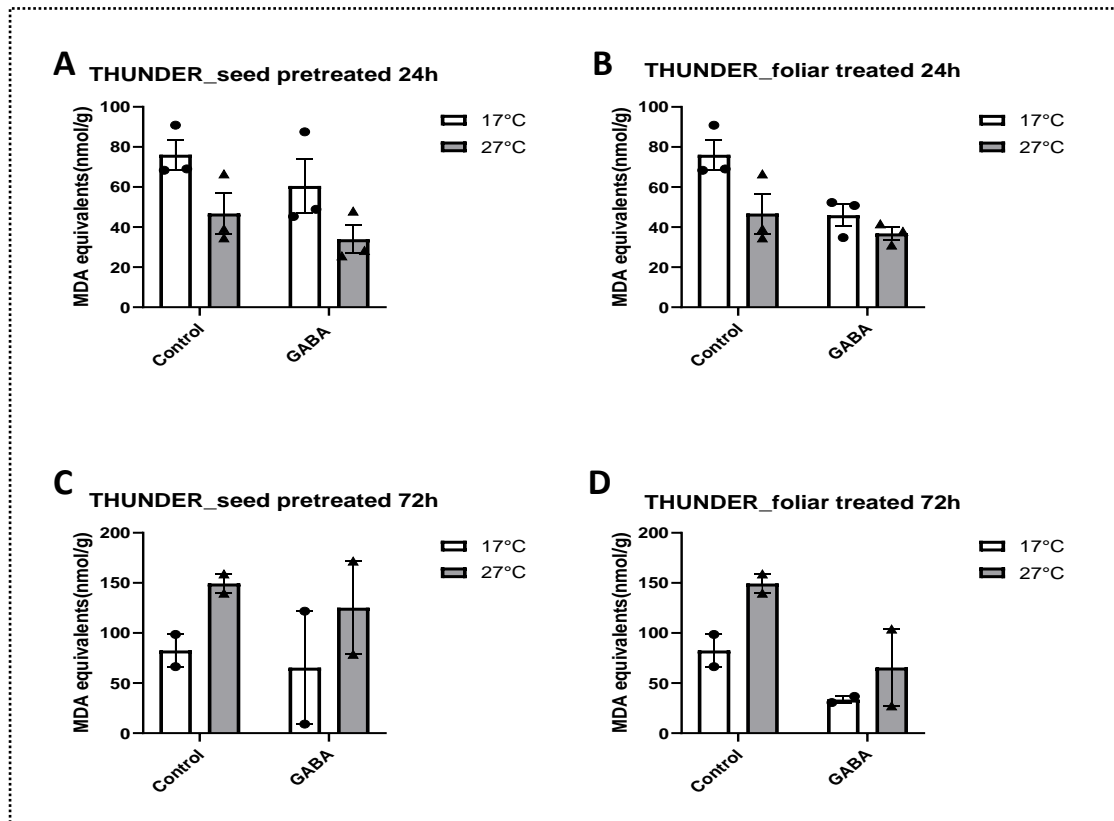 A
THUNDER_seed pretreated 24h
MDA equivalents(nmol/g)
100
80
60
40
20
0
Control
GABA
17°C
27°C
B
THUNDER_foliar treated 24h
MDA equivalents(nmol/g)
100
80
60
40
20
0
Control
GABA
17°C
27°C
C
THUNDER_seed pretreated 72h
MDA equivalents(nmol/g)
200
150
100
50
0
Control
GABA
17°C
27°C
D
THUNDER_foliar treated 72h
MDA equivalents(nmol/g)
200
150
100
50
0
Control
GABA
17°C
27°C